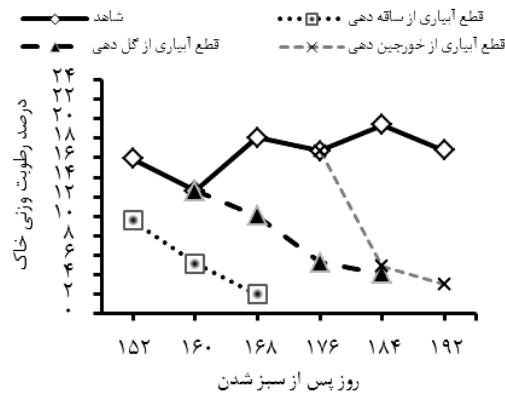 شاهد
قطع آبیاری از ساقه دهی
قطع آبیاری از گل دهی
قطع آبیاری از خورجین دهی
درصد رطوبت وزنی خاک
۲۴
۲۲
۲۰
۱۸
۱۶
۱۴
۱۲
۱۰
۸
۶
۴
۲
۰
۱۵۲ ۱۶۰ ۱۶۸ ۱۷۶ ۱۸۴ ۱۹۲
روز پس از سبز شدن